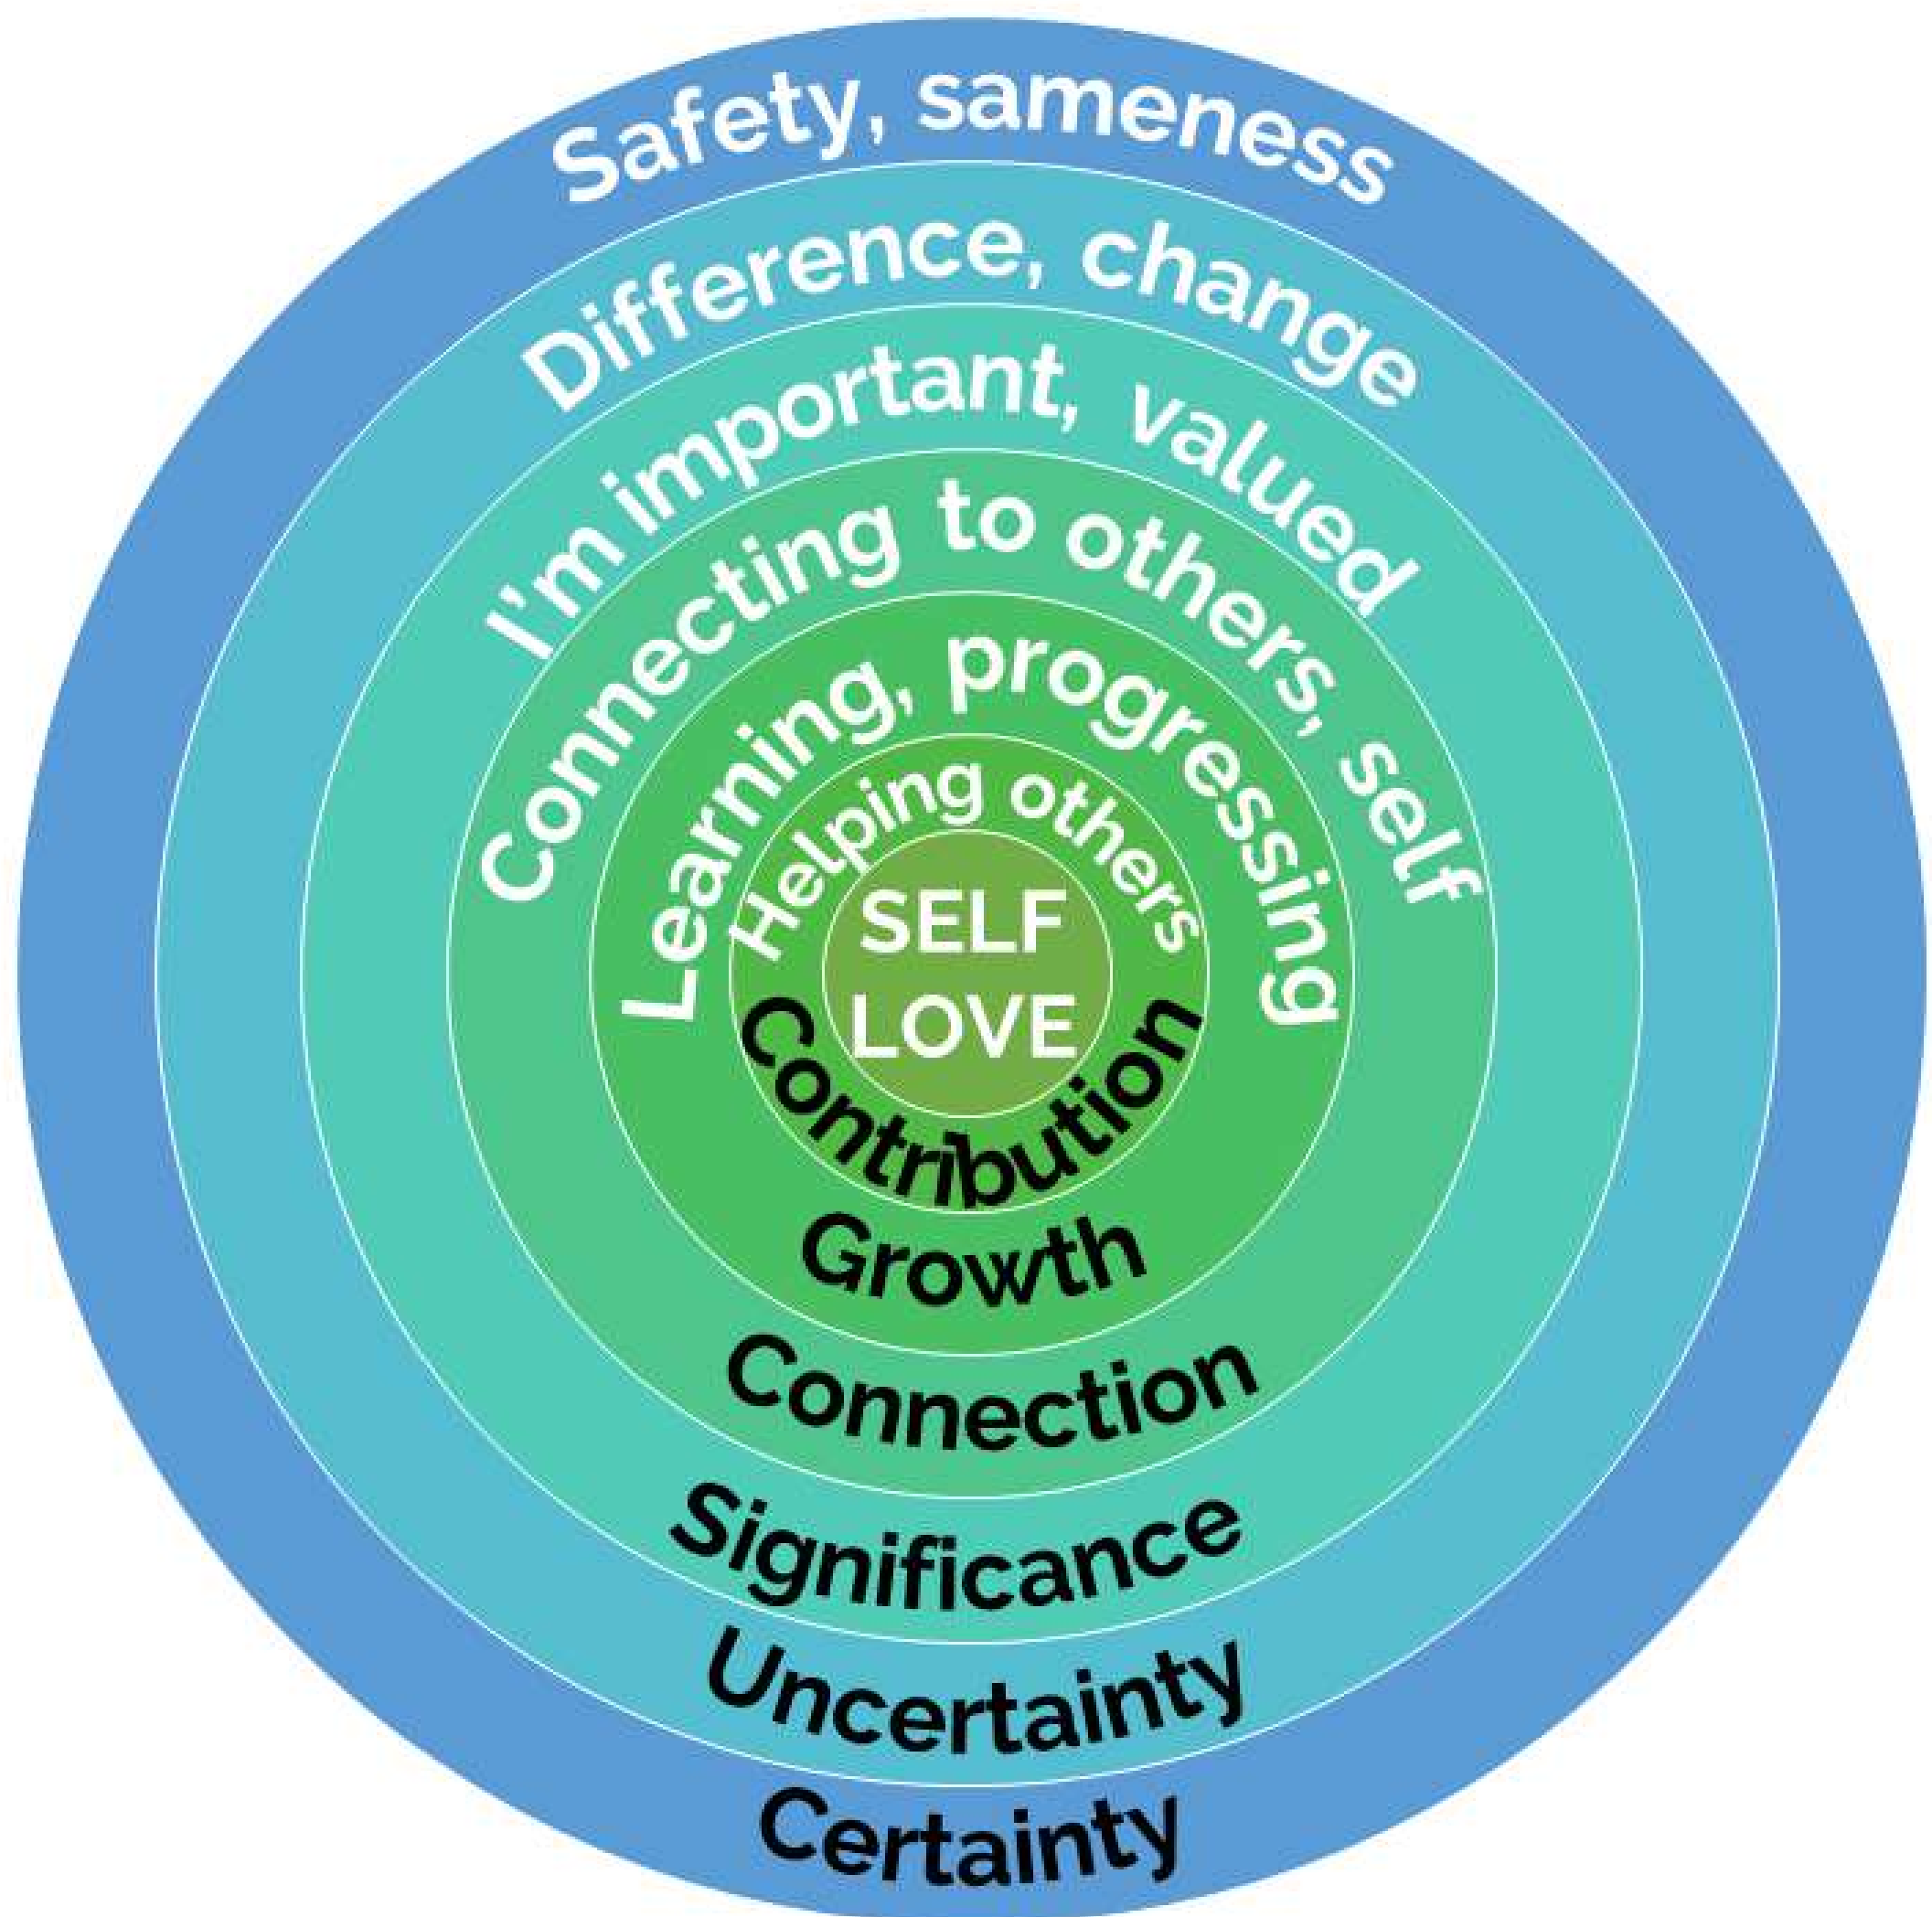 Safety, sameness
Difference, change
I'm important, valued
Connecting to others, self
Learning, progressing
Helping others
SELF
LOVE
Contribution
Growth
Connection
Significance
Uncertainty
Certainty